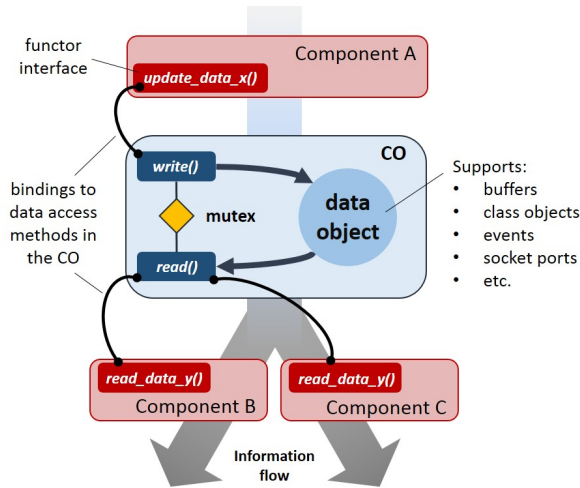 functor
interface
Component A
update_data_x()
CO
write()
data
object
mutex
read()
bindings to
data access
methods in
the CO
Supports:
• buffers
• class objects
• events
• socket ports
• etc.
read_data_y()
Component B
read_data_y()
Component C
Information
flow